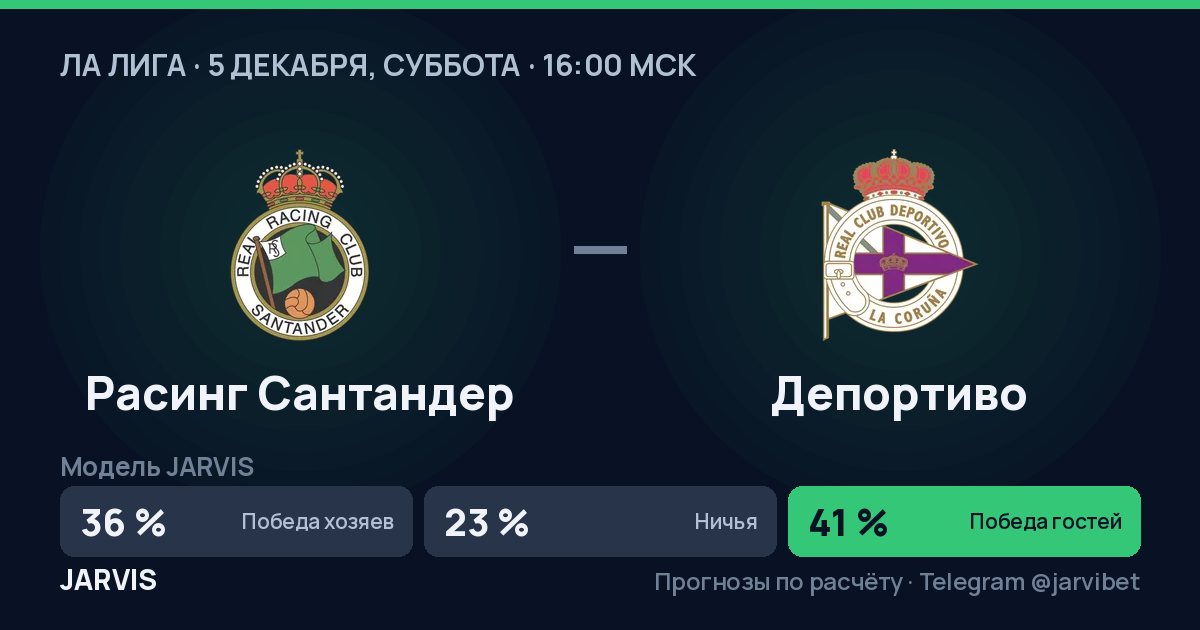 ЛА ЛИГА · 5 ДЕКАБРЯ, СУББОТА · 16:00 МСК
REAL RACING CLUB
SANTANDER
REAL CLUB DEPORTIVO
LA CORUÑA
Расинг Сантандер
Депортиво
Модель JARVIS
36 % Победа хозяев
23 % Ничья
41 % Победа гостей
JARVIS
Прогнозы по расчёту · Telegram @jarvibet